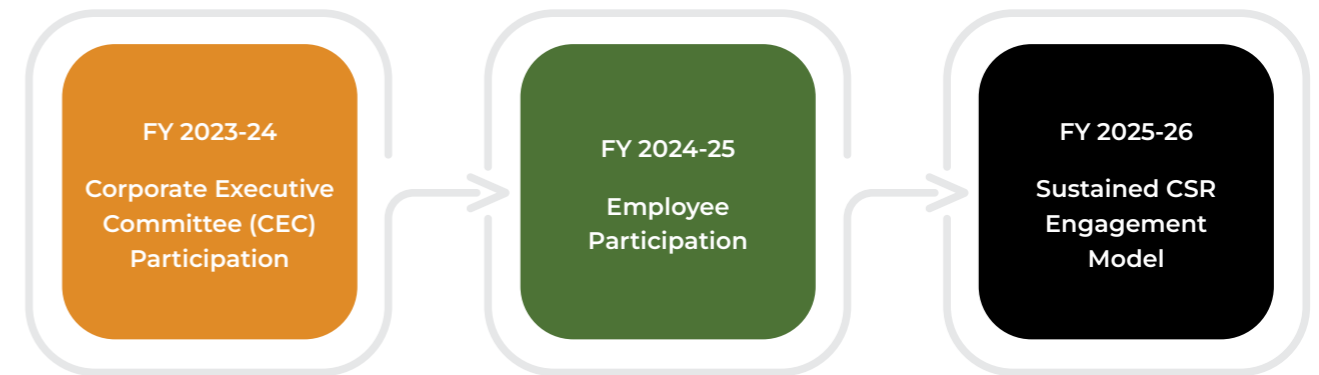 FY 2023-24
Corporate Executive
Committee (CEC)
Participation
FY 2024-25
Employee
Participation
FY 2025-26
Sustained CSR
Engagement
Model